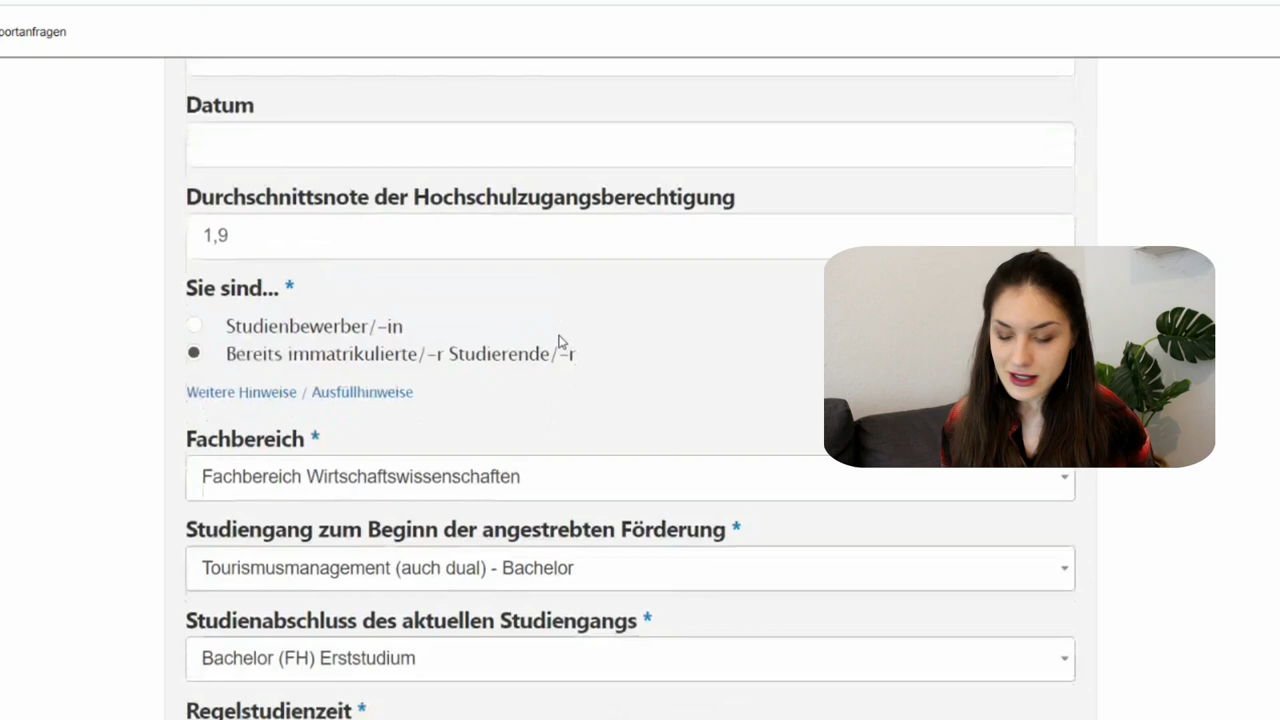 portanfragen
Datum
Durchschnittsnote der Hochschulzugangsberechtigung
1,9
Sie sind... *
Studienbewerber/-in
Bereits immatrikulierte/-r Studierende/-r
Weitere Hinweise / Ausfüllhinweise
Fachbereich *
Fachbereich Wirtschaftswissenschaften
Studiengang zum Beginn der angestrebten Förderung *
Tourismusmanagement (auch dual) - Bachelor
Studienabschluss des aktuellen Studiengangs *
Bachelor (FH) Erststudium
Regelstudienzeit *